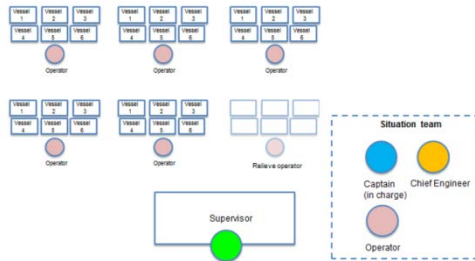 Vessel 1 Vessel 2 Vessel 3
Vessel 4 Vessel 5 Vessel 6
Operator
Vessel 1 Vessel 2 Vessel 3
Vessel 4 Vessel 5 Vessel 6
Operator
Vessel 1 Vessel 2 Vessel 3
Vessel 4 Vessel 5 Vessel 6
Operator
Vessel 1 Vessel 2 Vessel 3
Vessel 4 Vessel 5 Vessel 6
Operator
Vessel 1 Vessel 2 Vessel 3
Vessel 4 Vessel 5 Vessel 6
Operator
Relieve operator
Supervisor
Situation team
Captain
(in charge)
Chief Engineer
Operator